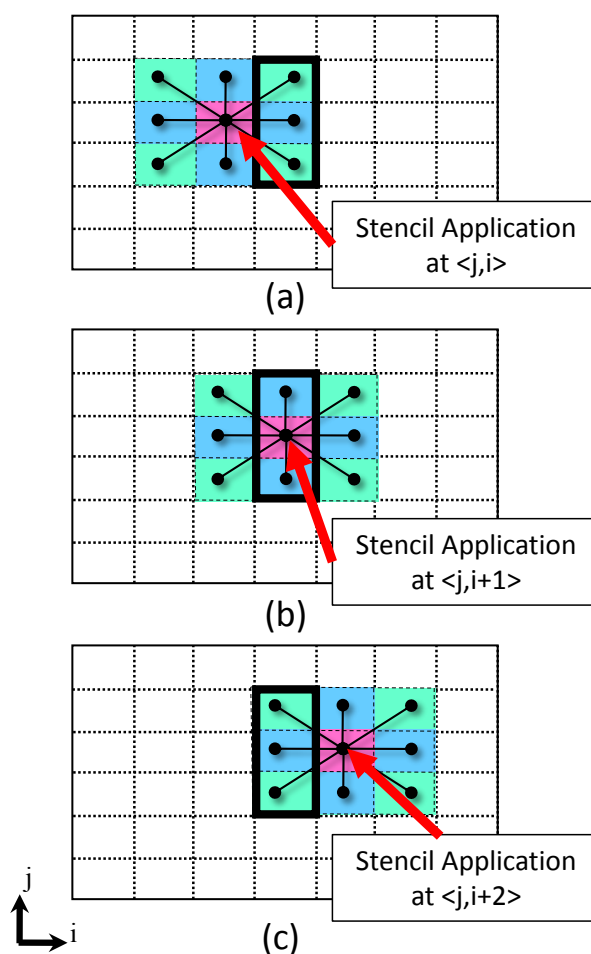 Stencil Application
at <j,i>
(a)
Stencil Application
at <j,i+1>
(b)
Stencil Application
at <j,i+2>
j
i
(c)